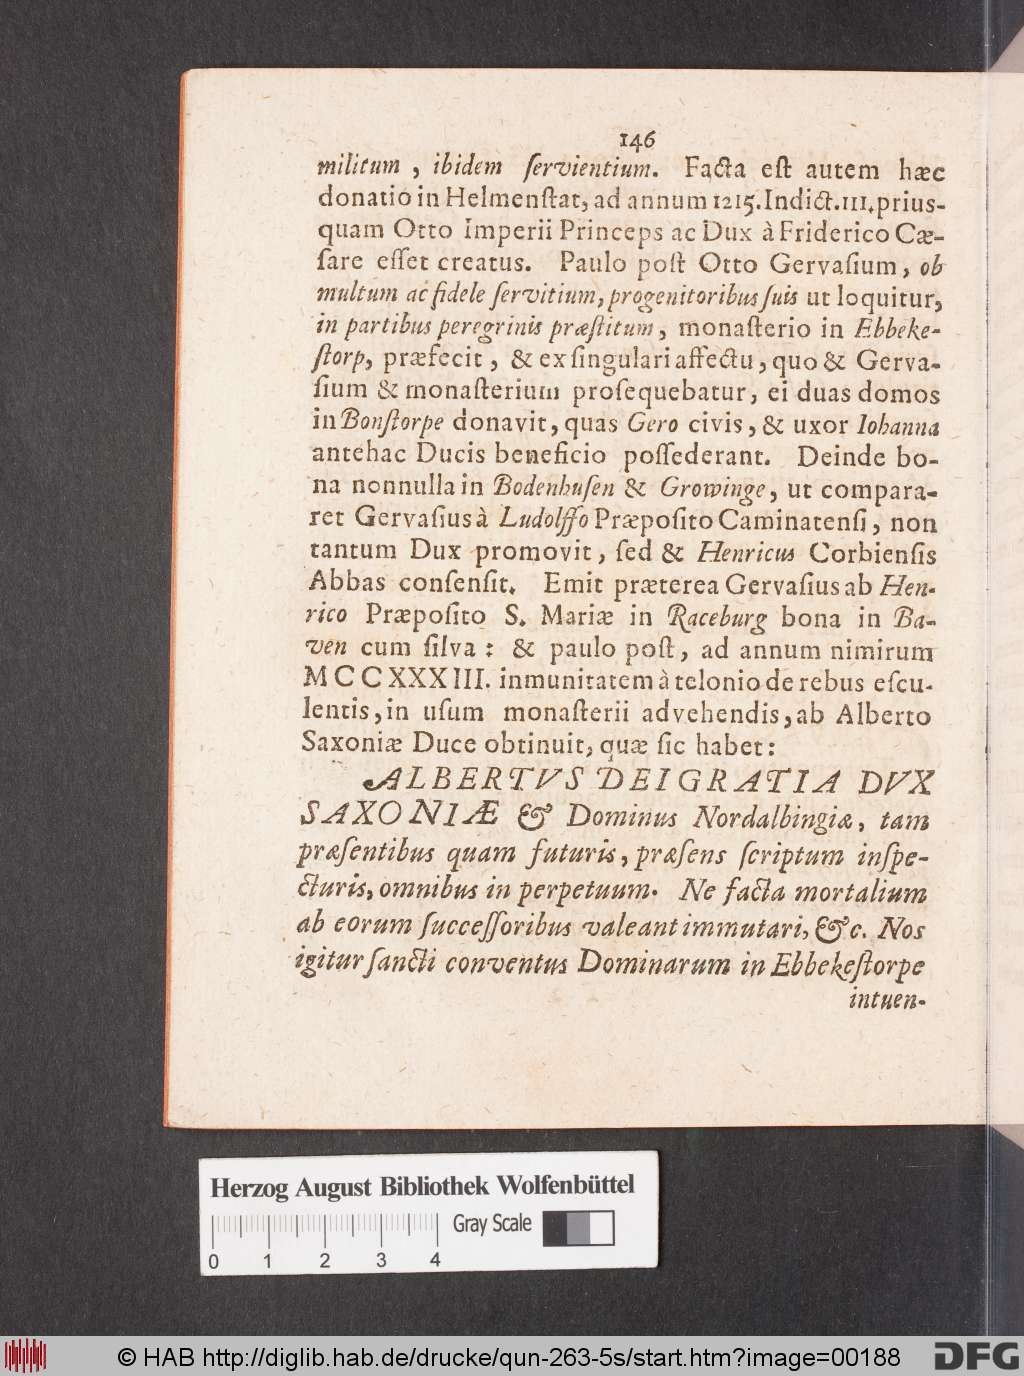 146
militum, ibidem ſervientium. Facta eſt autem hæc
donatio in Helmenſtat, ad annum 1215. Indict. III. prius-
quam Otto Imperii Princeps ac Dux à Friderico Cæ-
ſare eſſet creatus. Paulo poſt Otto Gervaſium, ob
multum ac fidele ſervitium, progenitoribus ſuis ut loquitur,
in partibus peregrinis præſtitum, monaſterio in Ebbeke-
ſtorp, præfecit, & ex ſingulari affectu, quo & Gerva-
ſium & monaſterium proſequebatur, ei duas domos
in Bonſtorpe donavit, quas Gero civis, & uxor Iohanna
antehac Ducis beneficio poſſederant. Deinde bo-
na nonnulla in Bodenhuſen & Growinge, ut compara-
ret Gervaſius à Ludolffo Præpoſito Caminatenſi, non
tantum Dux promovit, ſed & Henricus Corbienſis
Abbas conſenſit. Emit præterea Gervaſius ab Hen-
rico Præpoſito S. Mariæ in Raceburg bona in Ba-
ven cum ſilva: & paulo poſt, ad annum nimirum
MCCXXXIII. inmunitatem à telonio de rebus eſcu-
lentis, in uſum monaſterii advehendis, ab Alberto
Saxoniæ Duce obtinuit, quæ ſic habet:
ALBERTVS DEI GRATIA DVX
SAXONIÆ & Dominus Nordalbingiæ, tam
præſentibus quam futuris, præſens ſcriptum inſpe-
cturis, omnibus in perpetuum. Ne facta mortalium
ab eorum ſucceſſoribus valeant immutari, &c. Nos
igitur ſancti conventus Dominarum in Ebbekeſtorpe
intuen-
Herzog August Bibliothek Wolfenbüttel
Gray Scale
0 1 2 3 4
© HAB http://diglib.hab.de/drucke/qun-263-5s/start.htm?image=00188
DFG